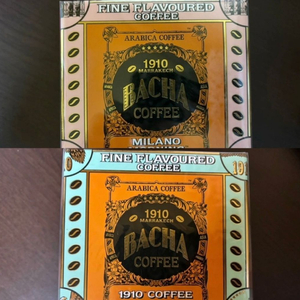 FINE FLAVOURED
COFFEE
ARABICA COFFEE
1910
MARRAKECH
BACHA
COFFEE
MILANO
FINE FLAVOURED
COFFEE
ARABICA COFFEE
1910
MARRAKECH
BACHA
COFFEE
1910 COFFEE